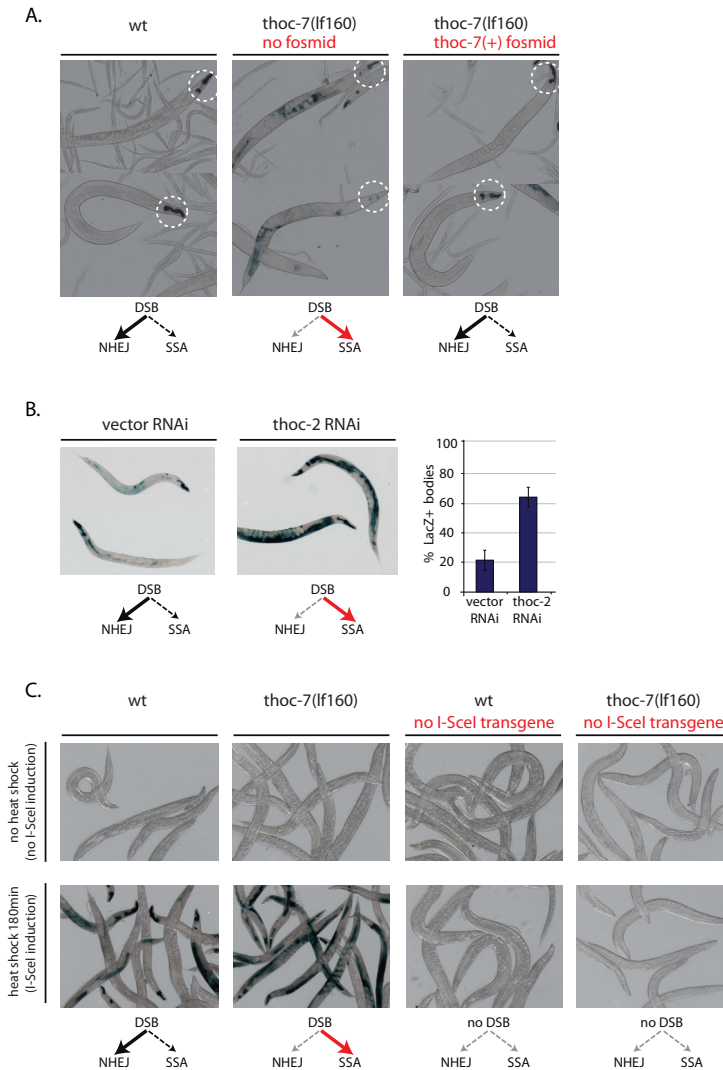 A.
wt
thoc-7(lf160)
no fosmid
thoc-7(lf160)
thoc-7(+) fosmid
DSB
NHEJ
SSA
DSB
NHEJ
SSA
DSB
NHEJ
SSA
B.
vector RNAi
thoc-2 RNAi
DSB
NHEJ
SSA
DSB
NHEJ
SSA
% LacZ+ bodies
100
80
60
40
20
0
vector
RNAi
thoc-2
RNAi
C.
wt
thoc-7(lf160)
wt
no I-SceI transgene
thoc-7(lf160)
no I-SceI transgene
no heat shock
(no I-SceI induction)
heat shock 180min
(I-SceI induction)
DSB
NHEJ
SSA
DSB
NHEJ
SSA
no DSB
NHEJ
SSA
no DSB
NHEJ
SSA